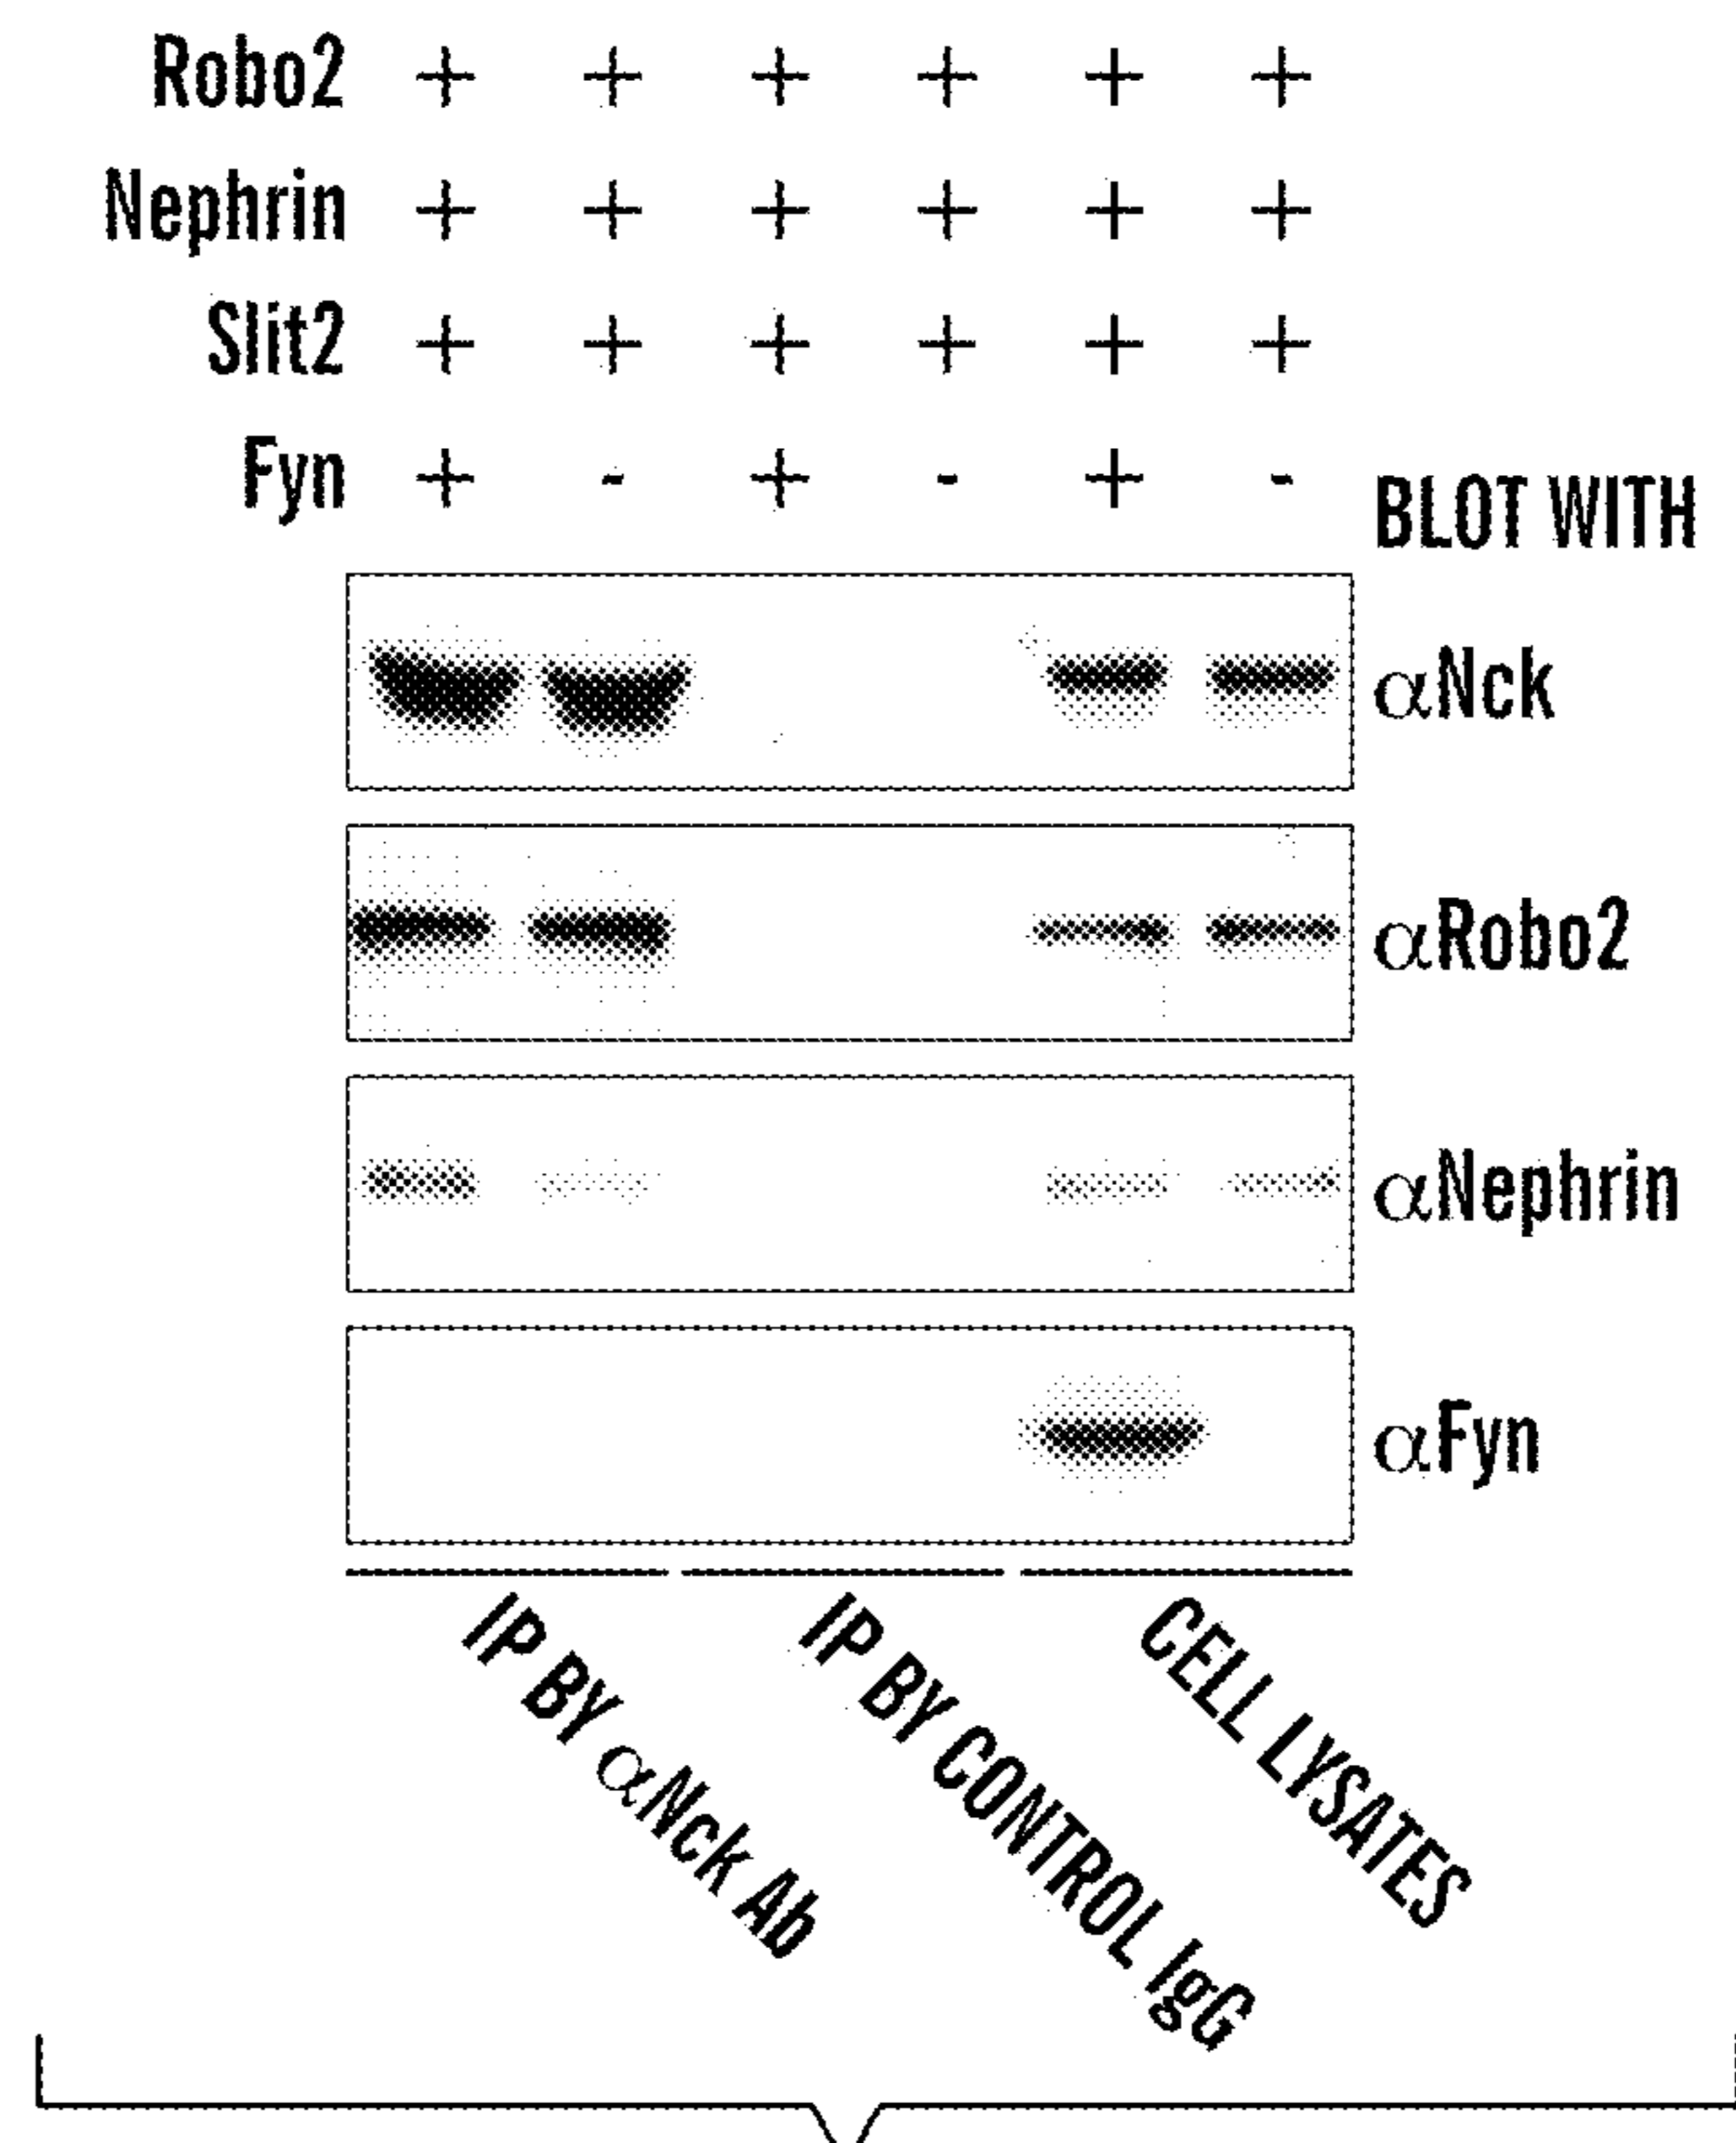 Robo2 + + + + + +
Nephrin + + + + + +
Slit2 + + + + + +
Fyn + - + - + -
BLOT WITH
αNck
αRobo2
αNephrin
αFyn
IP BY αNck Ab
IP BY CONTROL IgG
CELL LYSATES